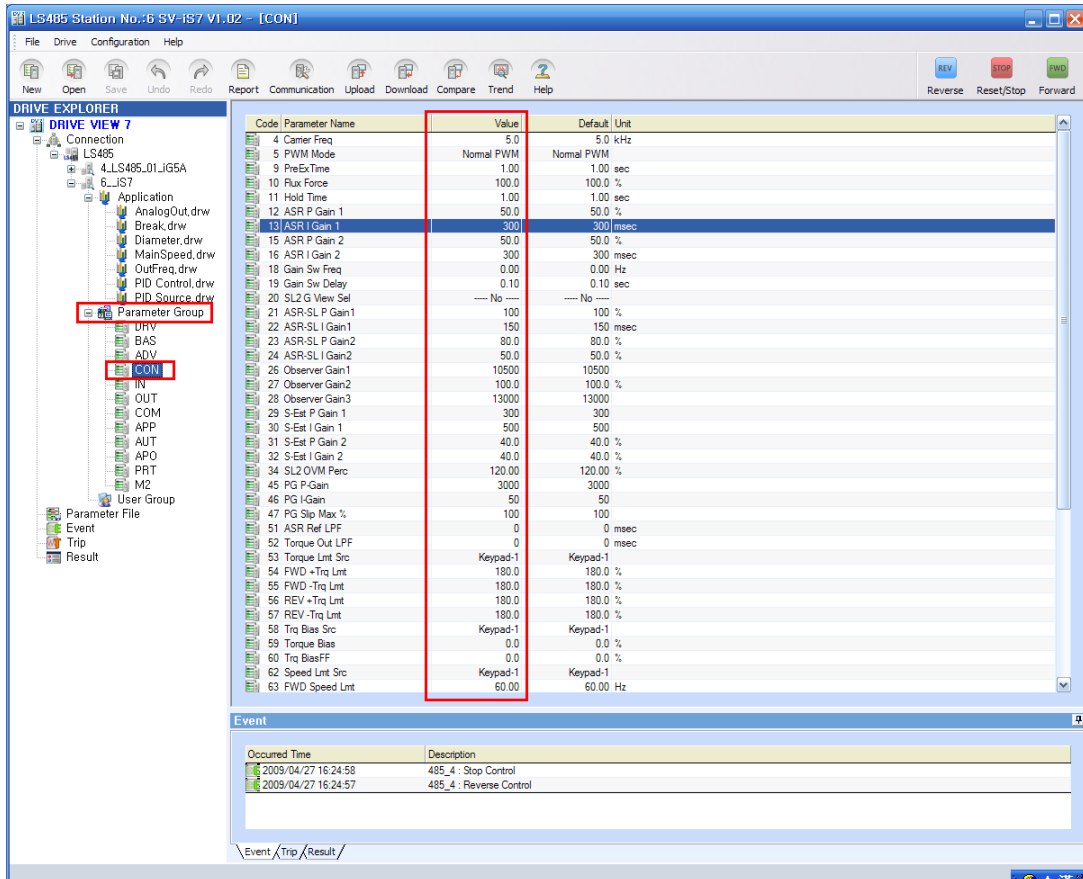 LS485 Station No.:6 SV-iS7 V1.02 - [CON]
File Drive Configuration Help
New Open Save Undo Redo Report Communication Upload Download Compare Trend Help REV Reverse STOP Reset/Stop FWD Forward
DRIVE EXPLORER
DRIVE VIEW 7
Connection
LS485
4_LS485_01_iG5A
6__iS7
Application
AnalogOut,drw
Break,drw
Diameter,drw
MainSpeed,drw
OutFreq,drw
PID Control,drw
PID Source,drw
Parameter Group
DRV
BAS
ADV
CON
IN
OUT
COM
APP
AUT
APO
PRT
M2
User Group
Parameter File
Event
Trip
Result
Code Parameter Name Value Default Unit
4 Carrier Freq 5.0 5.0 kHz
5 PWM Mode Normal PWM Normal PWM
9 PreExTime 1.00 1.00 sec
10 Flux Force 100.0 100.0 %
11 Hold Time 1.00 1.00 sec
12 ASR P Gain 1 50.0 50.0 %
13 ASR I Gain 1 300 300 msec
15 ASR P Gain 2 50.0 50.0 %
16 ASR I Gain 2 300 300 msec
18 Gain Sw Freq 0.00 0.00 Hz
19 Gain Sw Delay 0.10 0.10 sec
20 SL2 G View Sel ----- No ----- ----- No -----
21 ASR-SL P Gain1 100 100 %
22 ASR-SL I Gain1 150 150 msec
23 ASR-SL P Gain2 80.0 80.0 %
24 ASR-SL I Gain2 50.0 50.0 %
26 Observer Gain1 10500 10500
27 Observer Gain2 100.0 100.0 %
28 Observer Gain3 13000 13000
29 S-Est P Gain 1 300 300
30 S-Est I Gain 1 500 500
31 S-Est P Gain 2 40.0 40.0 %
32 S-Est I Gain 2 40.0 40.0 %
34 SL2 OVM Perc 120.00 120.00 %
45 PG P-Gain 3000 3000
46 PG I-Gain 50 50
47 PG Slip Max % 100 100
51 ASR Ref LPF 0 0 msec
52 Torque Out LPF 0 0 msec
53 Torque Lmt Src Keypad-1 Keypad-1
54 FWD +Trq Lmt 180.0 180.0 %
55 FWD -Trq Lmt 180.0 180.0 %
56 REV +Trq Lmt 180.0 180.0 %
57 REV -Trq Lmt 180.0 180.0 %
58 Trq Bias Src Keypad-1 Keypad-1
59 Torque Bias 0.0 0.0 %
60 Trq BiasFF 0.0 0.0 %
62 Speed Lmt Src Keypad-1 Keypad-1
63 FWD Speed Lmt 60.00 60.00 Hz
Event
Occurred Time Description
2009/04/27 16:24:58 485_4 : Stop Control
2009/04/27 16:24:57 485_4 : Reverse Control
Event Trip Result